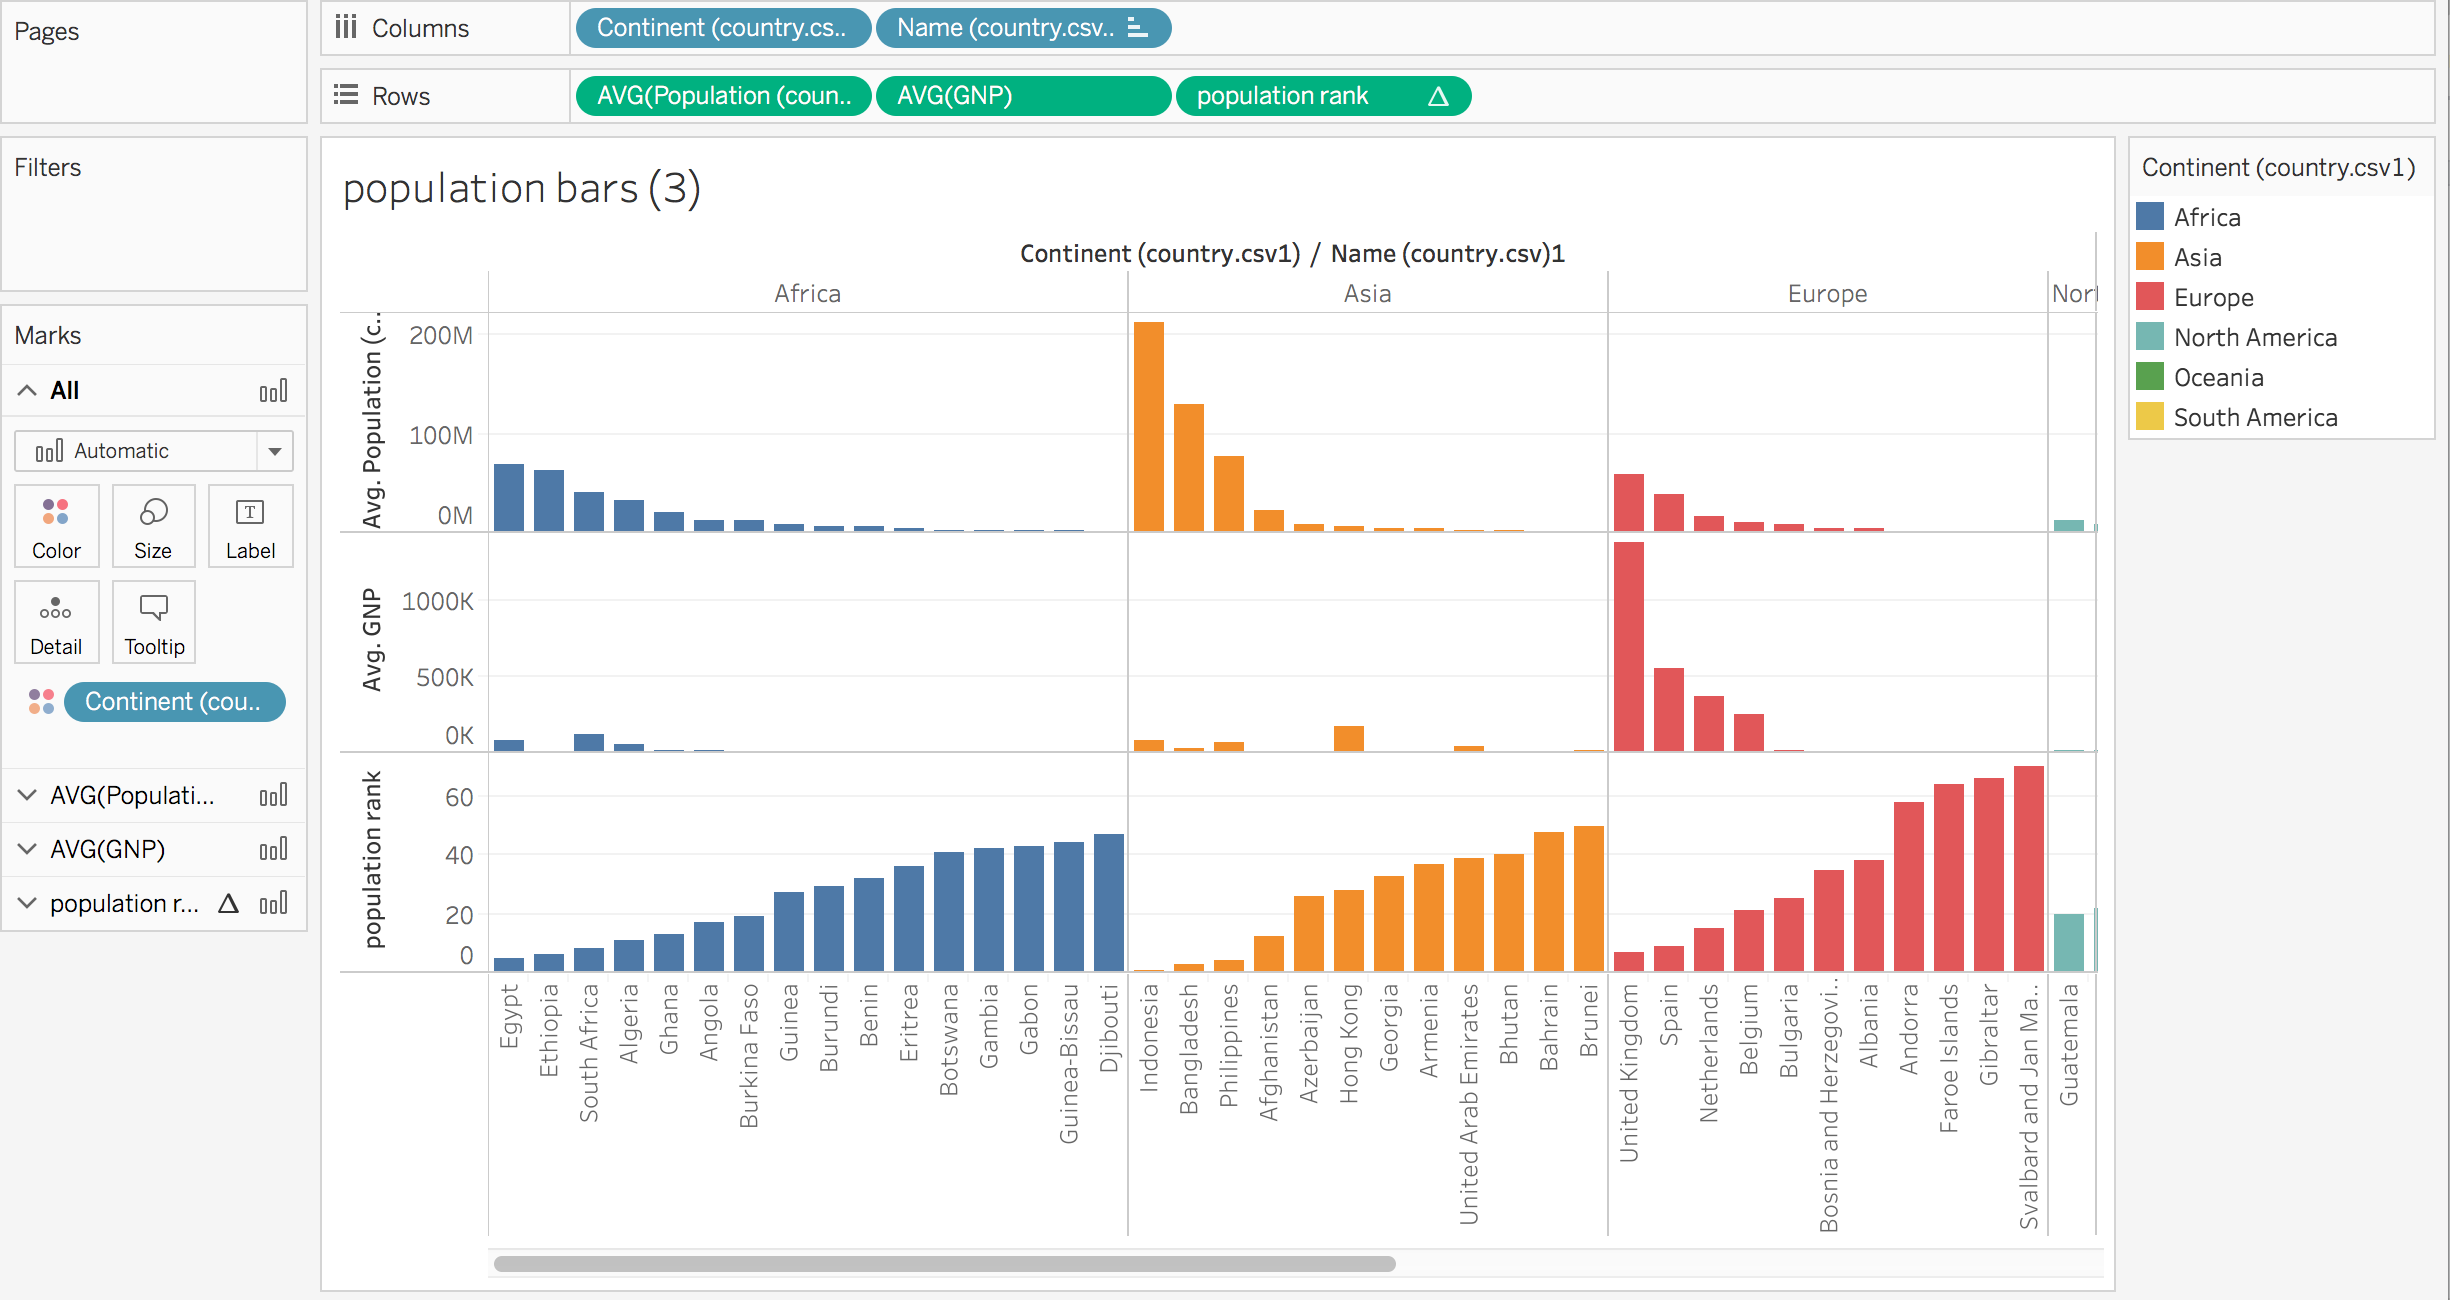 Pages
Columns
Continent (country.cs..
Name (country.csv..
Rows
AVG(Population (coun..
AVG(GNP)
population rank
Filters
Marks
All
Automatic
Color
Size
Label
Detail
Tooltip
Continent (cou..
AVG(Populati...
AVG(GNP)
population r...
population bars (3)
Continent (country.csv1) / Name (country.csv)1
Africa
Asia
Europe
Avg. Population (c..
200M
100M
0M
Avg. GNP
1000K
500K
0K
population rank
60
40
20
0
Egypt
Ethiopia
South Africa
Algeria
Ghana
Angola
Burkina Faso
Guinea
Burundi
Benin
Eritrea
Botswana
Gambia
Gabon
Guinea-Bissau
Djibouti
Indonesia
Bangladesh
Philippines
Afghanistan
Azerbaijan
Hong Kong
Georgia
Armenia
United Arab Emirates
Bhutan
Bahrain
Brunei
United Kingdom
Spain
Netherlands
Belgium
Bulgaria
Bosnia and Herzegovi..
Albania
Andorra
Faroe Islands
Gibraltar
Svalbard and Jan Ma..
Guatemala
Continent (country.csv1)
Africa
Asia
Europe
North America
Oceania
South America